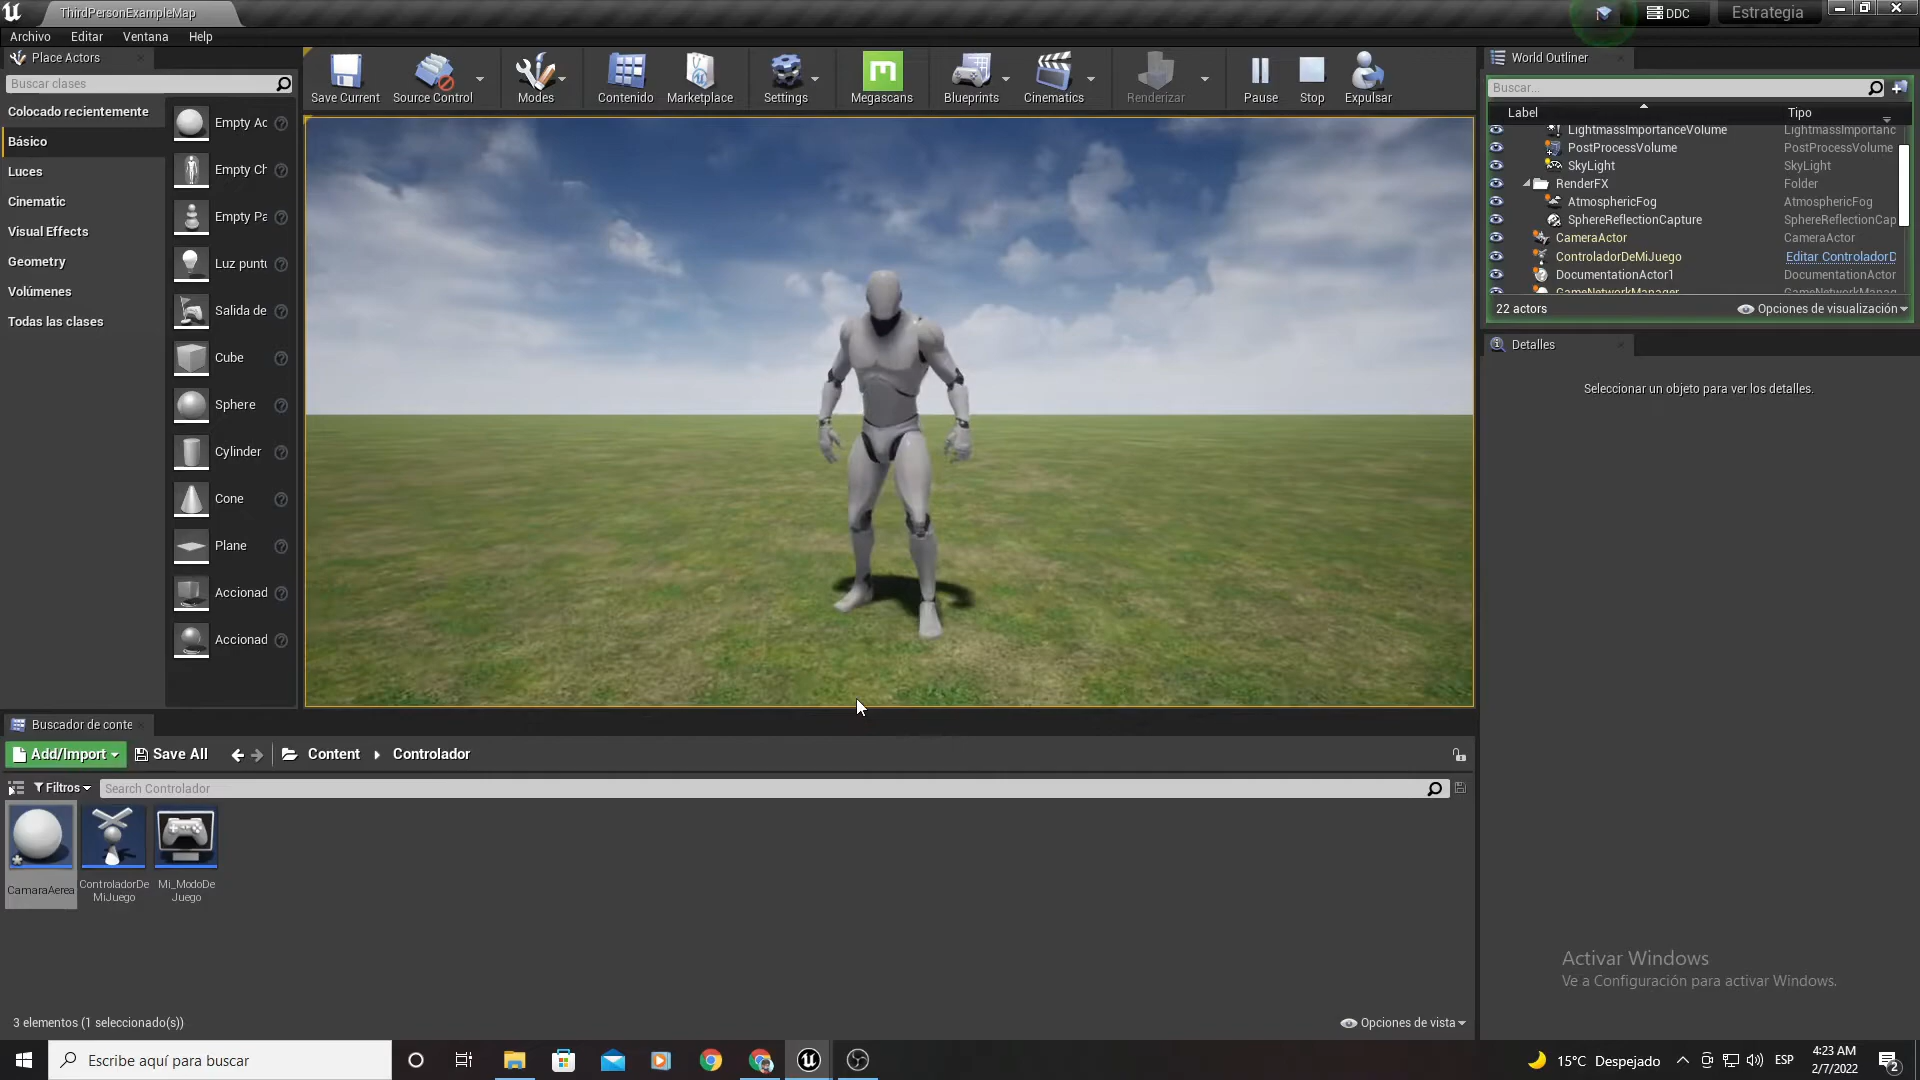 ThirdPersonExampleMap
DDC
Estrategia
Archivo
Editar
Ventana
Help
Place Actors
Buscar clases
Colocado recientemente
Básico
Luces
Cinematic
Visual Effects
Geometry
Volúmenes
Todas las clases
Empty Ac
Empty Ch
Empty Pa
Luz puntu
Salida de
Cube
Sphere
Cylinder
Cone
Plane
Accionad
Accionad
Save Current
Source Control
Modes
Contenido
Marketplace
Settings
Megascans
Blueprints
Cinematics
Renderizar
Pause
Stop
Expulsar
World Outliner
Buscar...
Label Tipo
LightmassImportanceVolume LightmassImportanc
PostProcessVolume PostProcessVolume
SkyLight SkyLight
RenderFX Folder
AtmosphericFog AtmosphericFog
SphereReflectionCapture SphereReflectionCap
CameraActor CameraActor
ControladorDeMiJuego Editar ControladorD
DocumentationActor1 DocumentationActor
GameNetworkManager GameNetworkManag
22 actors
Opciones de visualización
Detalles
Seleccionar un objeto para ver los detalles.
Buscador de conte
Add/Import
Save All
Content
Controlador
Filtros
Search Controlador
CamaraAerea
ControladorDe
MiJuego
Mi_ModoDe
Juego
3 elementos (1 seleccionado(s))
Opciones de vista
Activar Windows
Ve a Configuración para activar Windows.
Escribe aquí para buscar
15°C Despejado
ESP
4:23 AM
2/7/2022
2